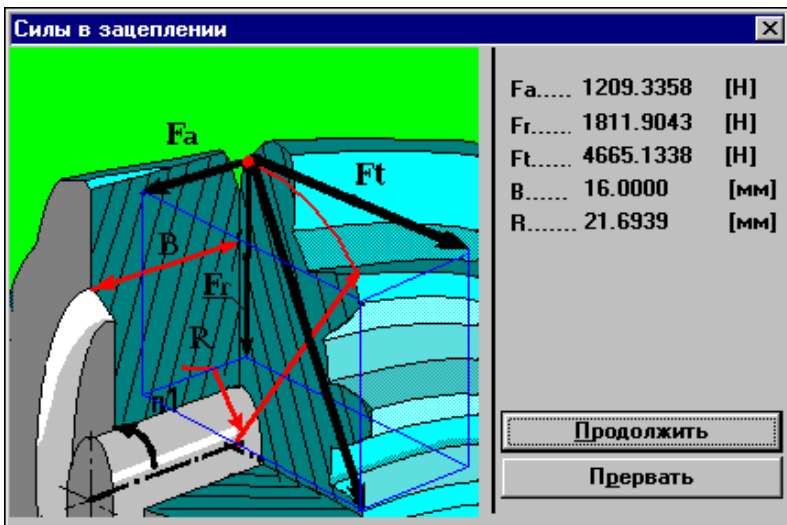 Силы в зацеплении
Fa..... 1209.3358 [Н]
Fr...... 1811.9043 [Н]
Ft...... 4665.1338 [Н]
B...... 16.0000 [мм]
R....... 21.6939 [мм]
Fa
Ft
B
Fr
R
n1
Продолжить
Прервать